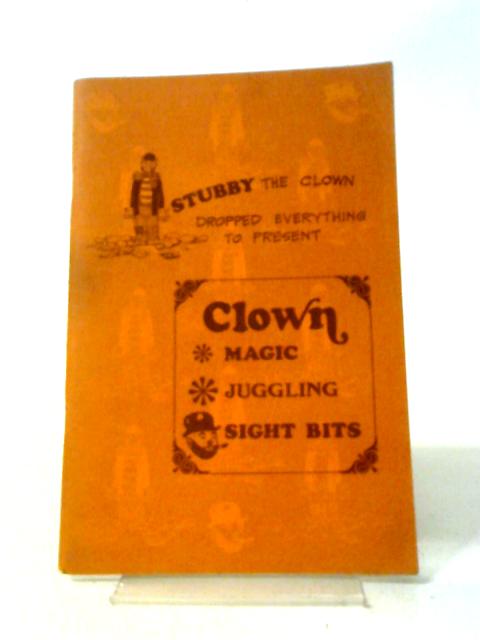 STUBBY THE CLOWN
DROPPED EVERYTHING
TO PRESENT
Clown
MAGIC
JUGGLING
SIGHT BITS